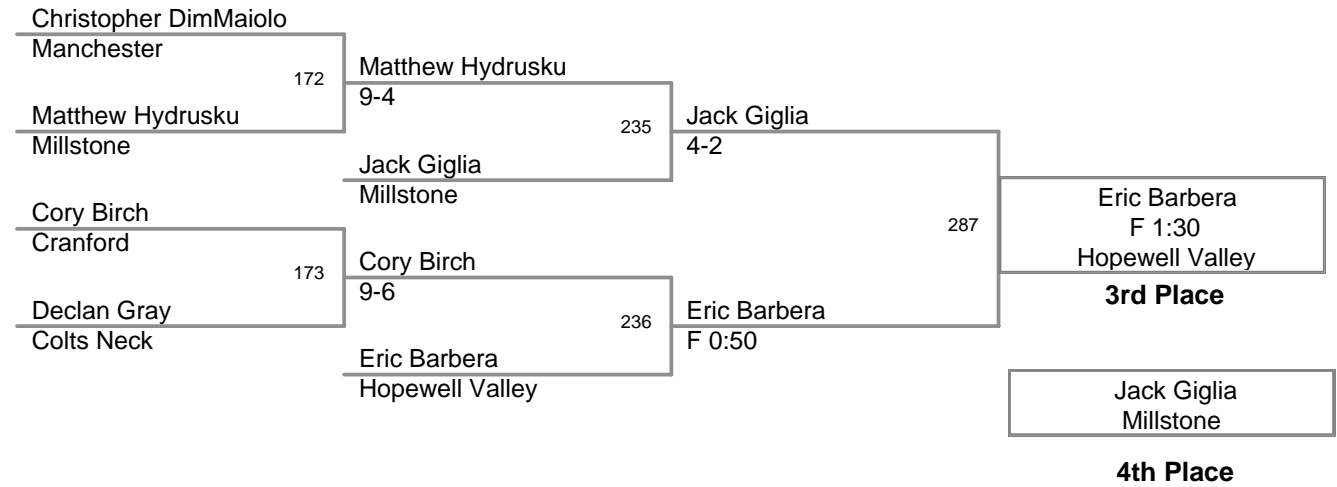 Christopher DimMaiolo
Manchester
172
Matthew Hydrusku
9-4
Matthew Hydrusku
Millstone
235
Jack Giglia
4-2
Jack Giglia
Millstone
Cory Birch
Cranford
173
Cory Birch
9-6
Declan Gray
Colts Neck
236
Eric Barbera
F 0:50
Eric Barbera
Hopewell Valley
287
Eric Barbera
F 1:30
Hopewell Valley
3rd Place
Jack Giglia
Millstone
4th Place